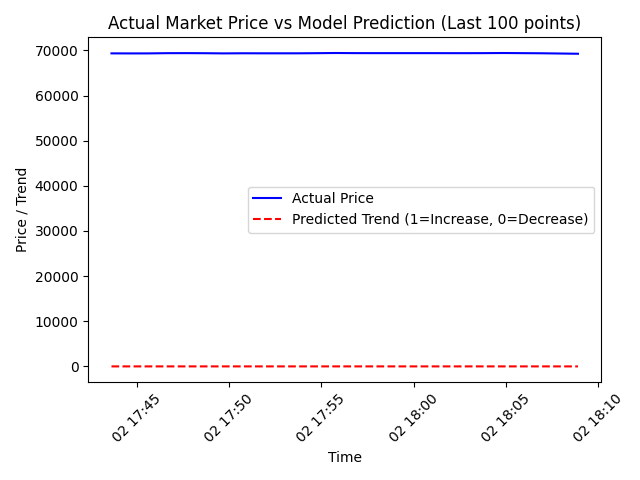 Actual Market Price vs Model Prediction (Last 100 points)
70000
60000
50000
40000
30000
20000
10000
0
Price / Trend
Actual Price
Predicted Trend (1=Increase, 0=Decrease)
02 17:45
02 17:50
02 17:55
02 18:00
02 18:05
02 18:10
Time